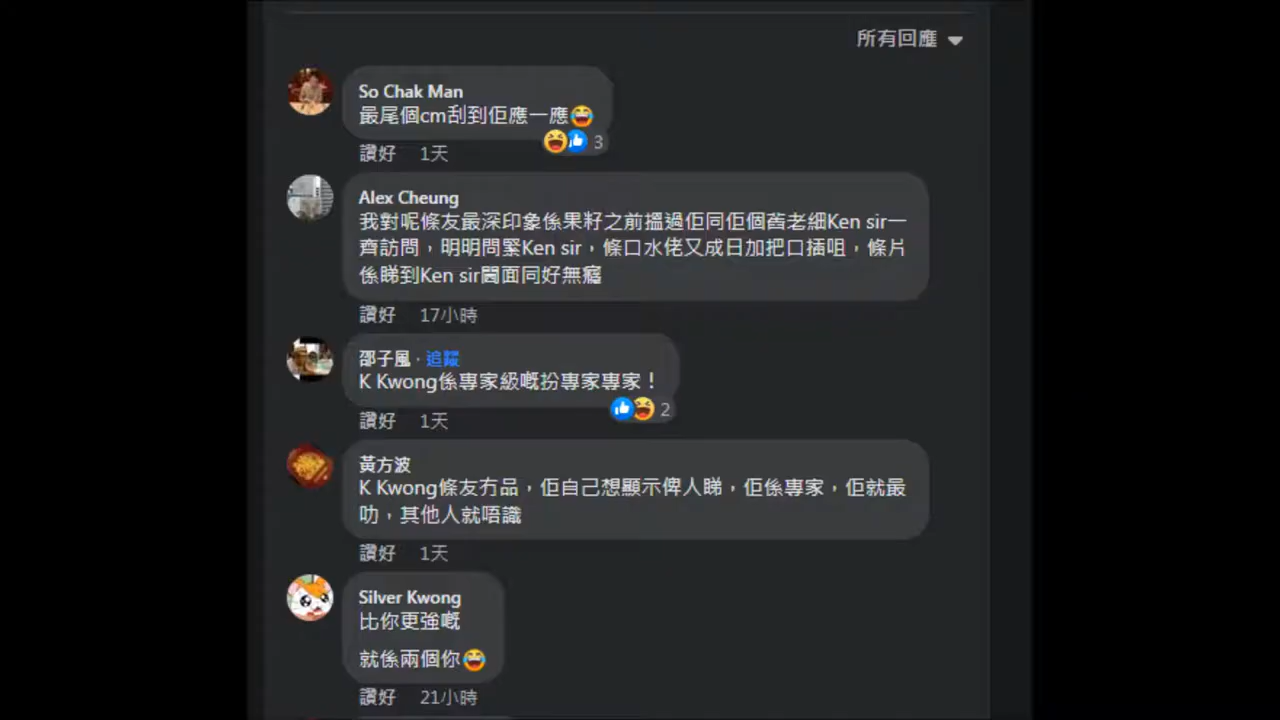 所有回應
So Chak Man
最尾個cm刮到佢應一應😂
3
讚好 1天
Alex Cheung
我對呢條友最深印象係果籽之前搵過佢同佢個舊老細Ken sir一
齊訪問，明明問緊Ken sir，條口水佬又成日加把口插咀，條片
係睇到Ken sir閪面同好無癮
讚好 17小時
邵子風 · 追蹤
K Kwong係專家級嘅扮專家專家！
2
讚好 1天
黃方波
K Kwong條友冇品，佢自己想顯示俾人睇，佢係專家，佢就最
叻，其他人就唔識
讚好 1天
Silver Kwong
比你更強嘅
就係兩個你😂
讚好 21小時